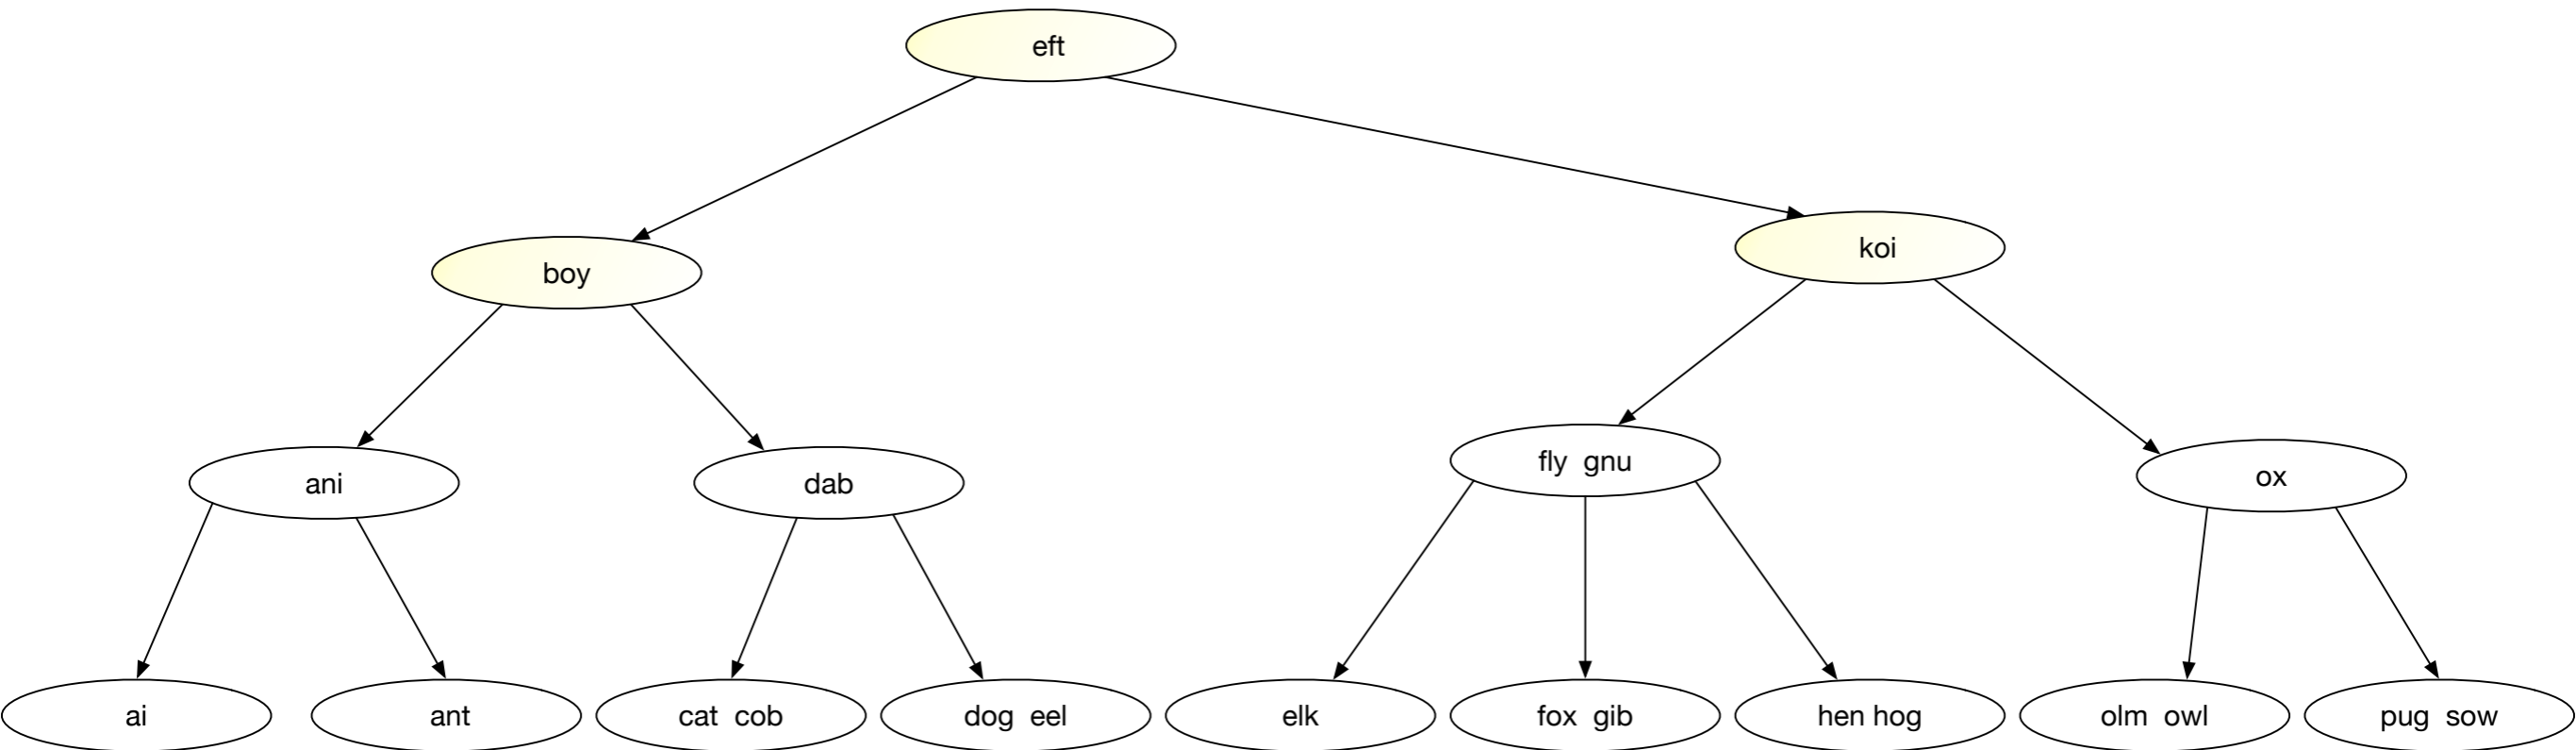 eft
boy
koi
ani
dab
fly gnu
ox
ai
ant
cat cob
dog eel
elk
fox gib
hen hog
olm owl
pug sow